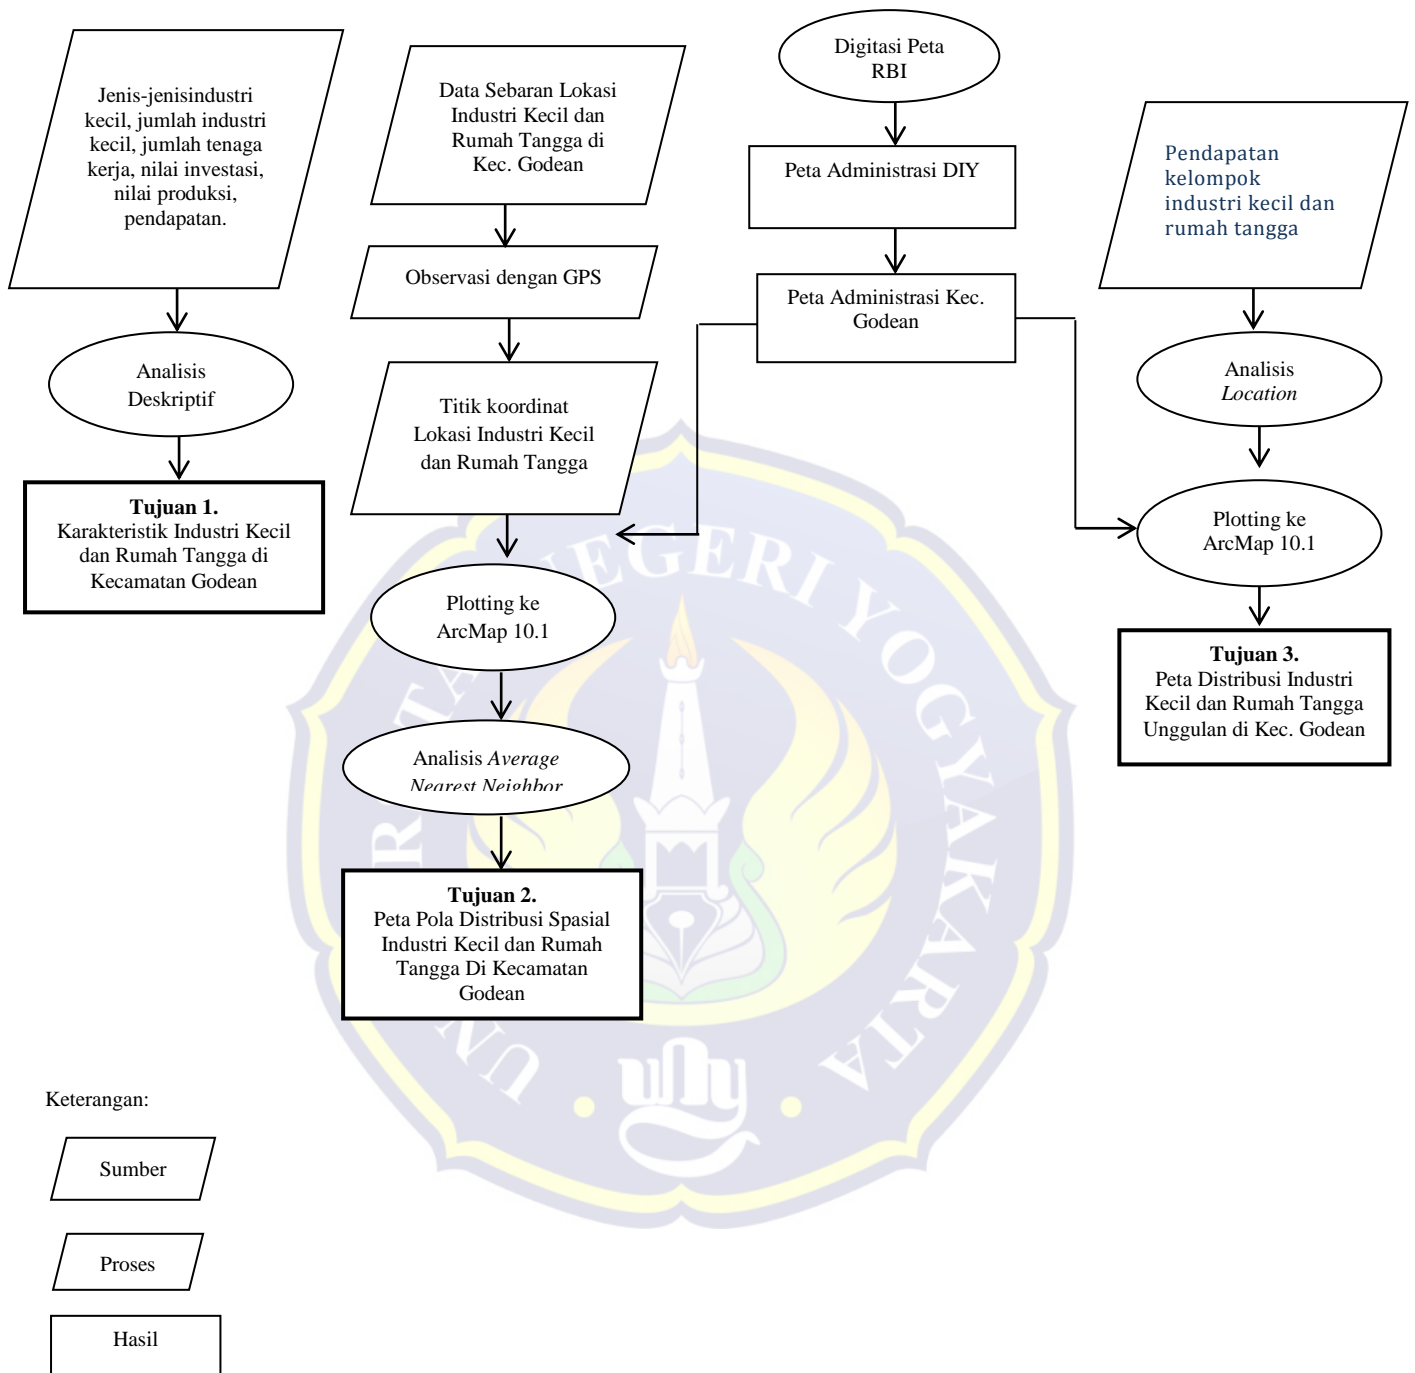 Jenis-jenisindustri
kecil, jumlah industri
kecil, jumlah tenaga
kerja, nilai investasi,
nilai produksi,
pendapatan.
Analisis
Deskriptif
Tujuan 1.
Karakteristik Industri Kecil
dan Rumah Tangga di
Kecamatan Godean
Data Sebaran Lokasi
Industri Kecil dan
Rumah Tangga di
Kec. Godean
Observasi dengan GPS
Titik koordinat
Lokasi Industri Kecil
dan Rumah Tangga
Plotting ke
ArcMap 10.1
Analisis Average
Nearest Neighbor
Tujuan 2.
Peta Pola Distribusi Spasial
Industri Kecil dan Rumah
Tangga Di Kecamatan
Godean
Digitasi Peta
RBI
Peta Administrasi DIY
Peta Administrasi Kec.
Godean
Pendapatan
kelompok
industri kecil dan
rumah tangga
Analisis
Location
Plotting ke
ArcMap 10.1
Tujuan 3.
Peta Distribusi Industri
Kecil dan Rumah Tangga
Unggulan di Kec. Godean
Keterangan:
Sumber
Proses
Hasil
NEGERI YOGYAKARTA
uny